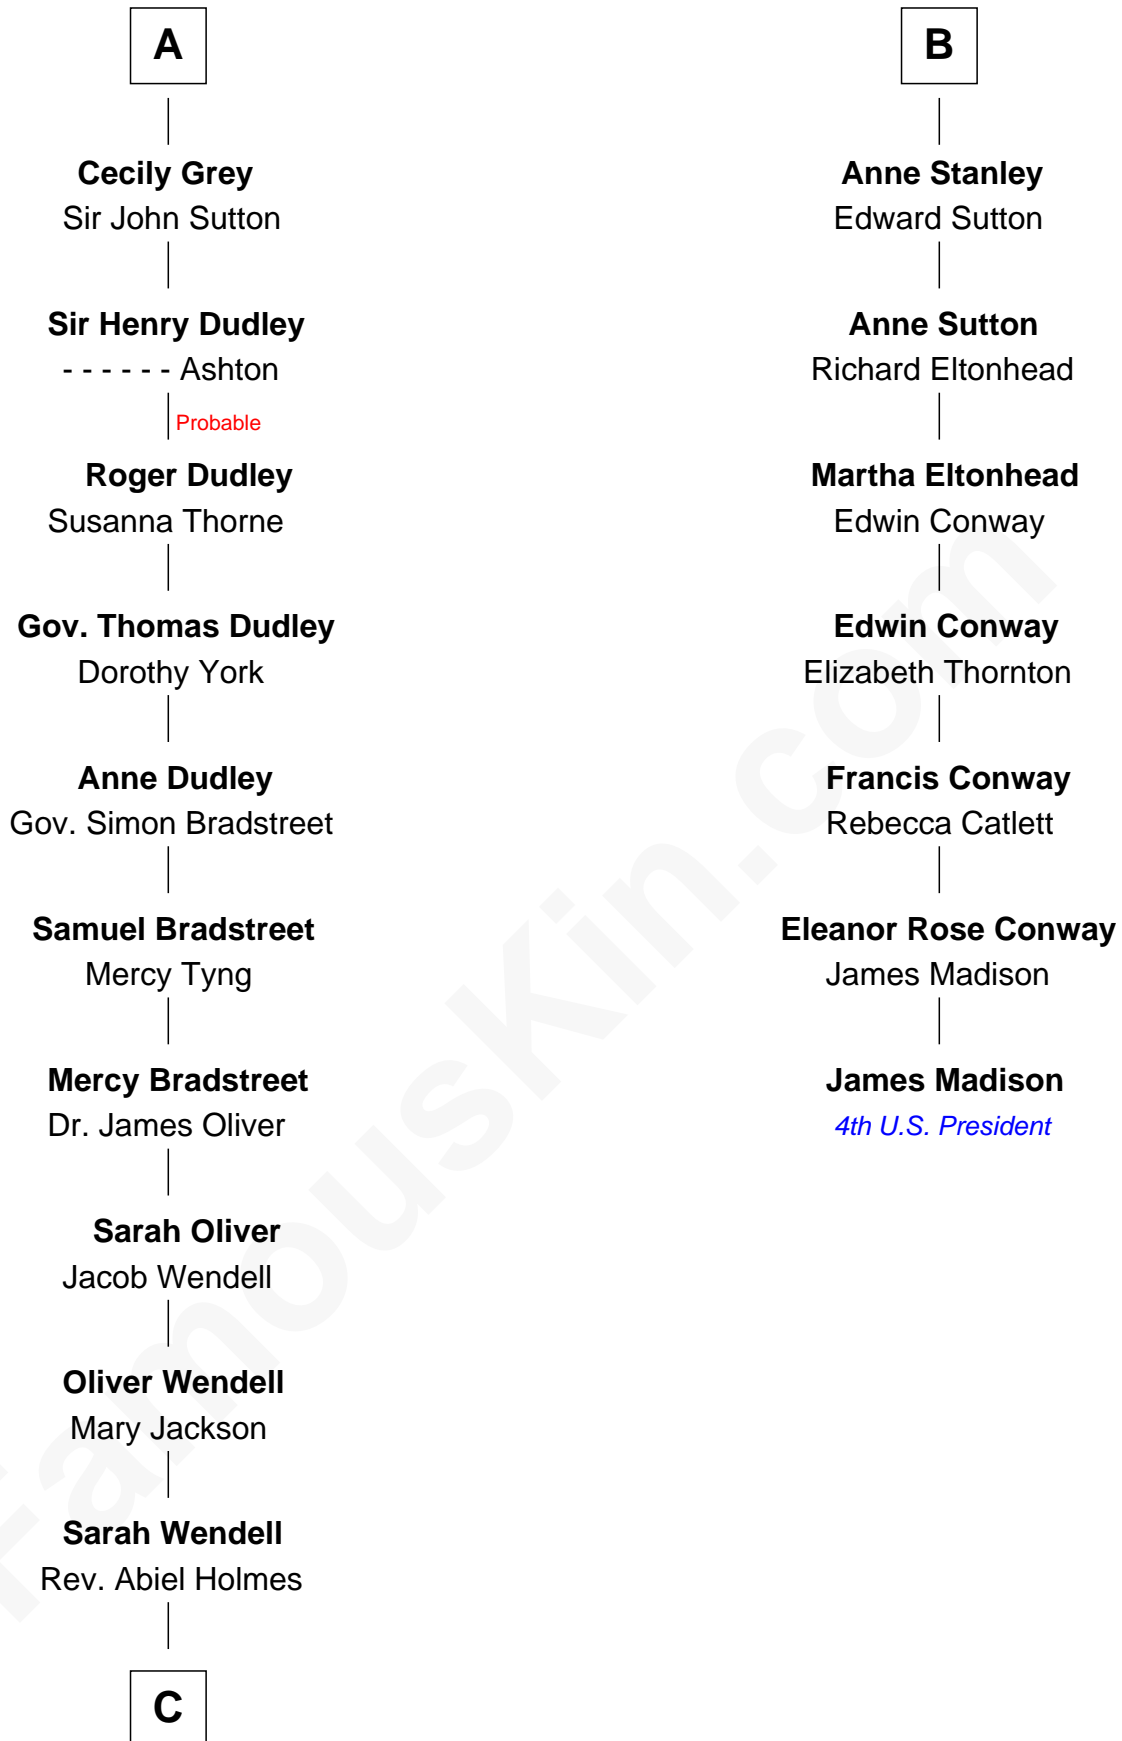 A
Cecily Grey
Sir John Sutton
Sir Henry Dudley
- - - - - - Ashton
Probable
Roger Dudley
Susanna Thorne
Gov. Thomas Dudley
Dorothy York
Anne Dudley
Gov. Simon Bradstreet
Samuel Bradstreet
Mercy Tyng
Mercy Bradstreet
Dr. James Oliver
Sarah Oliver
Jacob Wendell
Oliver Wendell
Mary Jackson
Sarah Wendell
Rev. Abiel Holmes
C
B
Anne Stanley
Edward Sutton
Anne Sutton
Richard Eltonhead
Martha Eltonhead
Edwin Conway
Edwin Conway
Elizabeth Thornton
Francis Conway
Rebecca Catlett
Eleanor Rose Conway
James Madison
James Madison
4th U.S. President
FamousKin.com